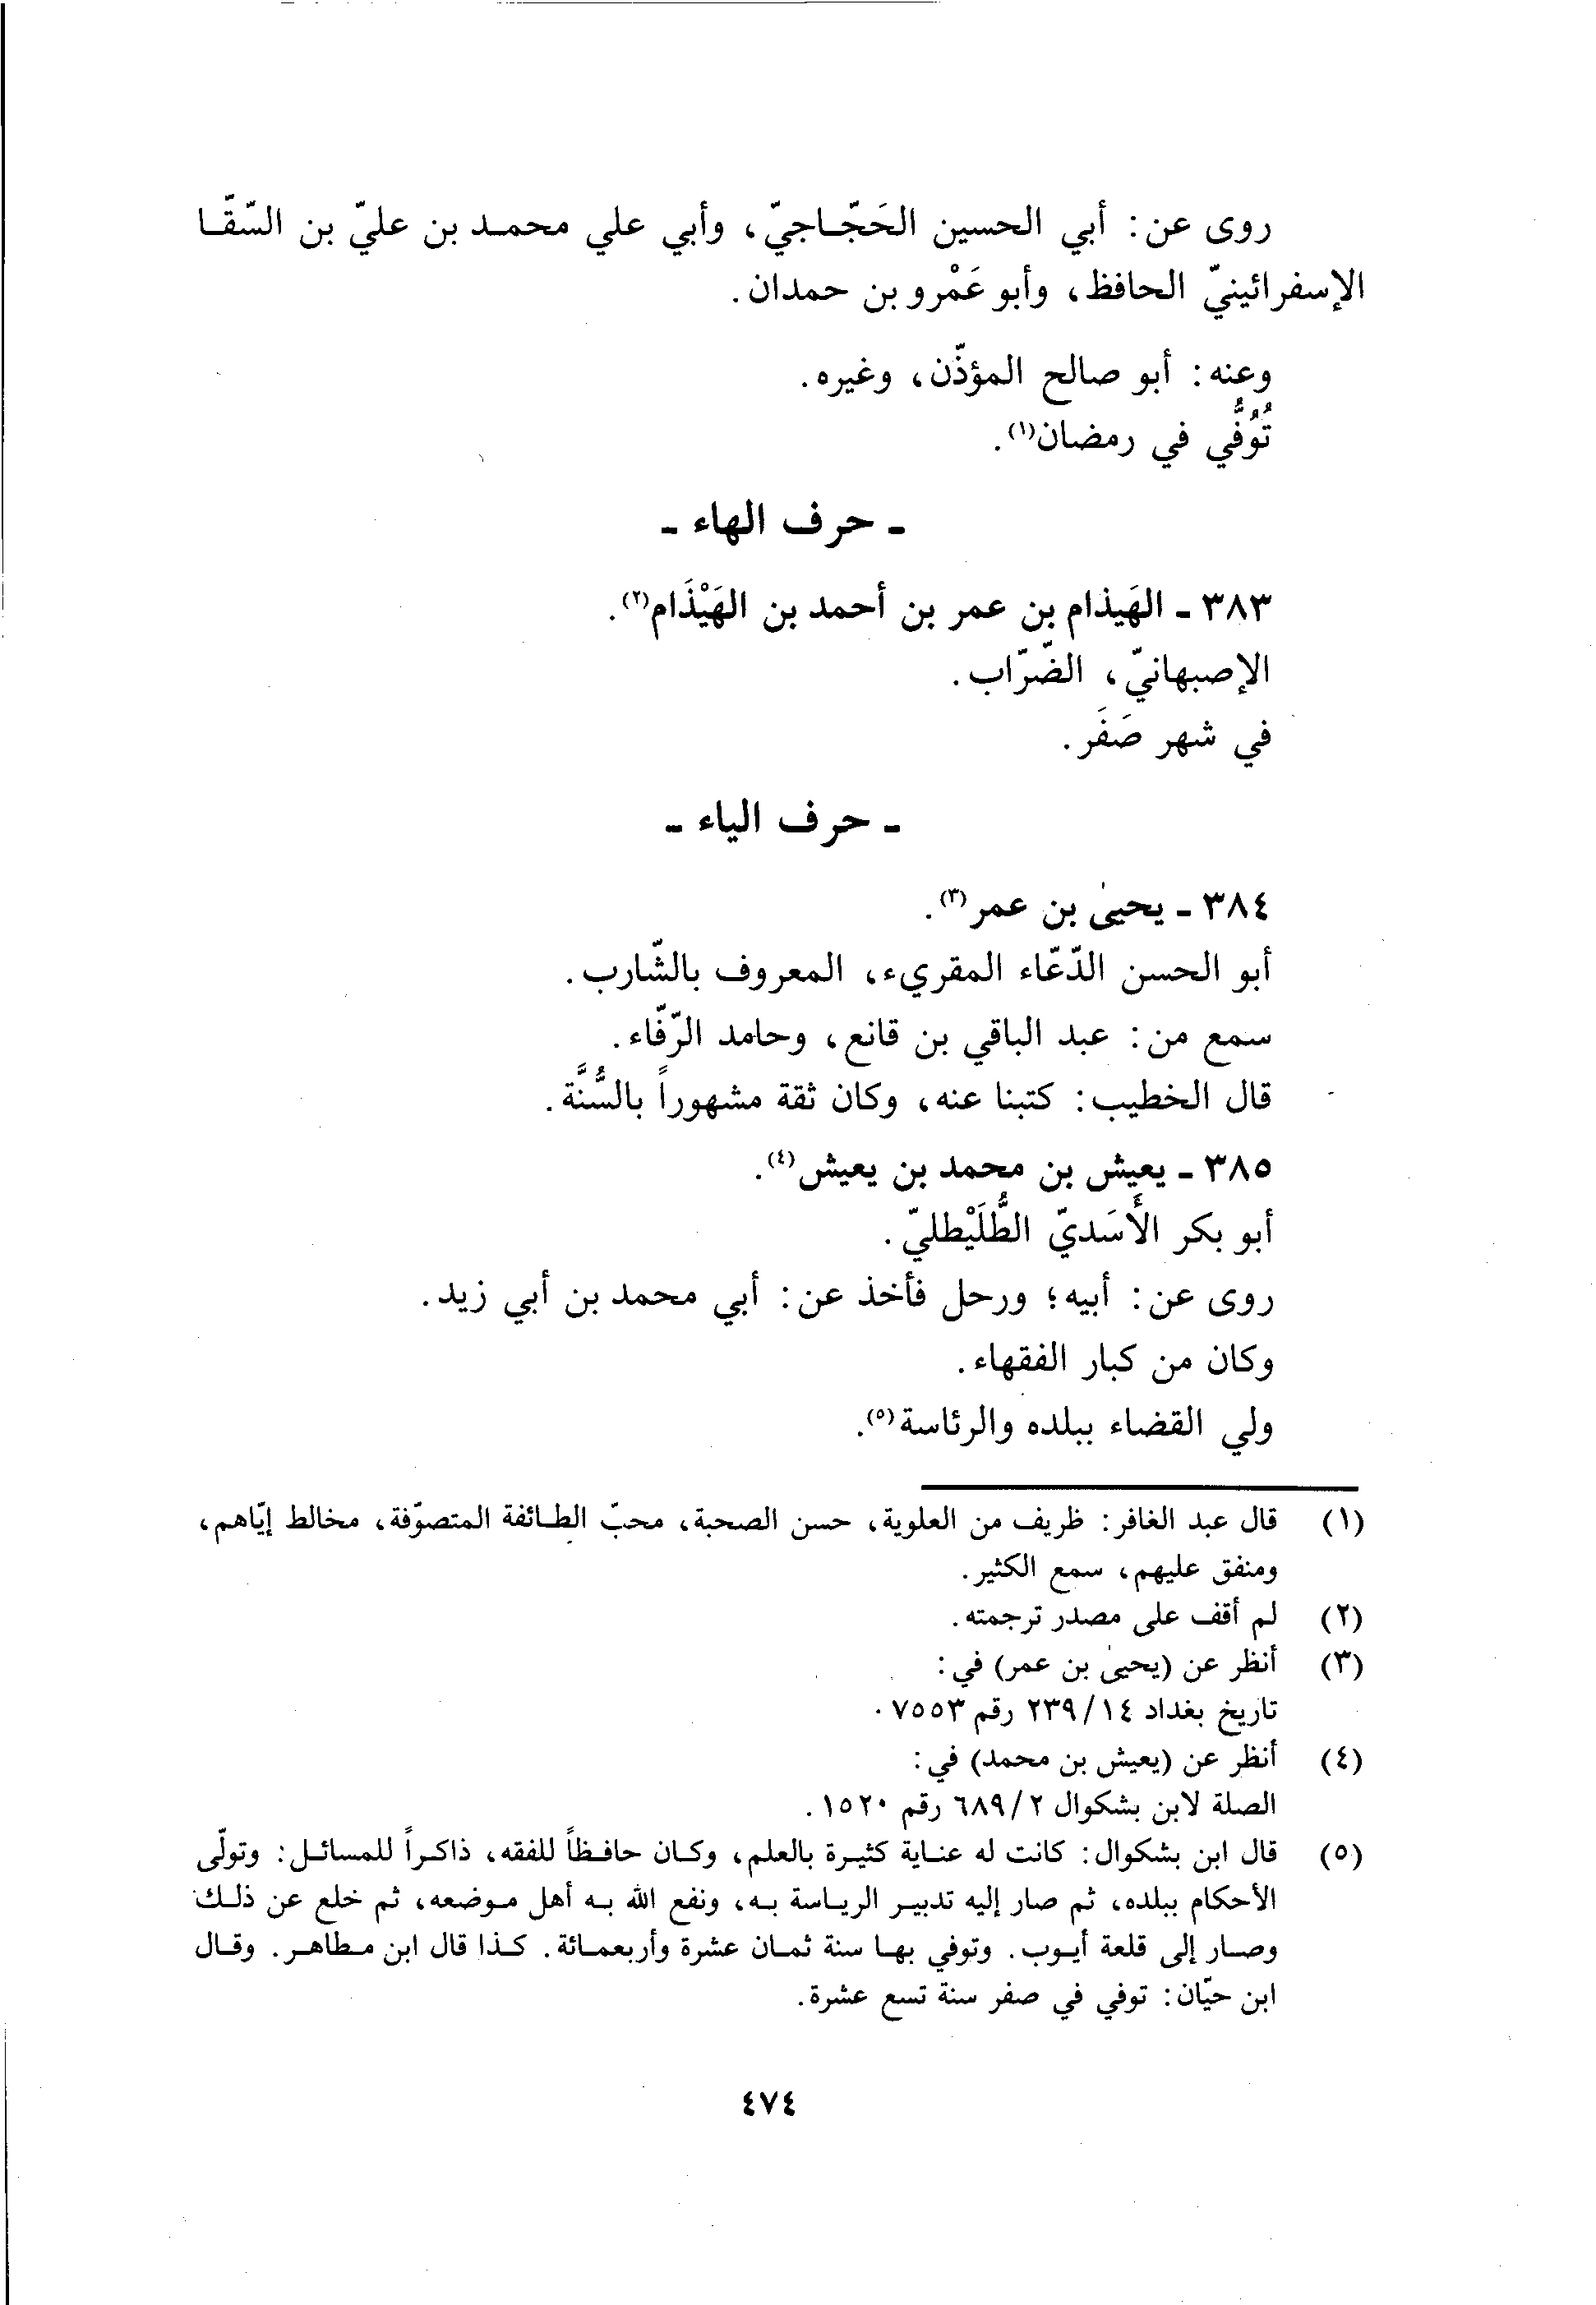 روى عن: أبي الحسين الحَجّاجيّ، وأبي علي محمد بن عليّ بن السّقّا
الإسفرائينيّ الحافظ، وأبو عَمْرو بن حمدان.
وعنه: أبو صالح المؤذّن، وغيره.
تُوُفّي في رمضان(١).
- حرف الهاء -
٣٨٣ - الهَيذام بن عمر بن أحمد بن الهَيْذَام(٢).
الإصبهانيّ، الضّرّاب.
في شهر صَفَر.
- حرف الياء -
٣٨٤ - يحيىٰ بن عمر(٣).
أبو الحسن الدّعّاء المقريء، المعروف بالشّارب.
سمع من: عبد الباقي بن قانع، وحامد الرّفّاء.
قال الخطيب: كتبنا عنه، وكان ثقة مشهوراً بالسُّنَّة.
٣٨٥ - يعيش بن محمد بن يعيش(٤).
أبو بكر الأَسَديّ الطُّلَيْطليّ.
روى عن: أبيه؛ ورحل فأخذ عن: أبي محمد بن أبي زيد.
وكان من كبار الفقهاء.
ولي القضاء ببلده والرئاسة(٥).
(١) قال عبد الغافر: ظريف من العلوية، حسن الصحبة، محبّ الطائفة المتصوّفة، مخالط إيّاهم،
ومنفق عليهم، سمع الكثير.
(٢) لم أقف على مصدر ترجمته.
(٣) أنظر عن (يحيىٰ بن عمر) في:
تاريخ بغداد ١٤/ ٢٣٩ رقم ٧٥٥٣.
(٤) أنظر عن (يعيش بن محمد) في:
الصلة لابن بشكوال ٢/ ٦٨٩ رقم ١٥٢٠.
(٥) قال ابن بشكوال: كانت له عناية كثيرة بالعلم، وكان حافظاً للفقه، ذاكراً للمسائل: وتولّى
الأحكام ببلده، ثم صار إليه تدبير الرياسة به، ونفع الله به أهل موضعه، ثم خلع عن ذلك
وصار إلى قلعة أيوب. وتوفي بها سنة ثمان عشرة وأربعمائة. كذا قال ابن مطاهر. وقال
ابن حيّان: توفي في صفر سنة تسع عشرة.
٤٧٤